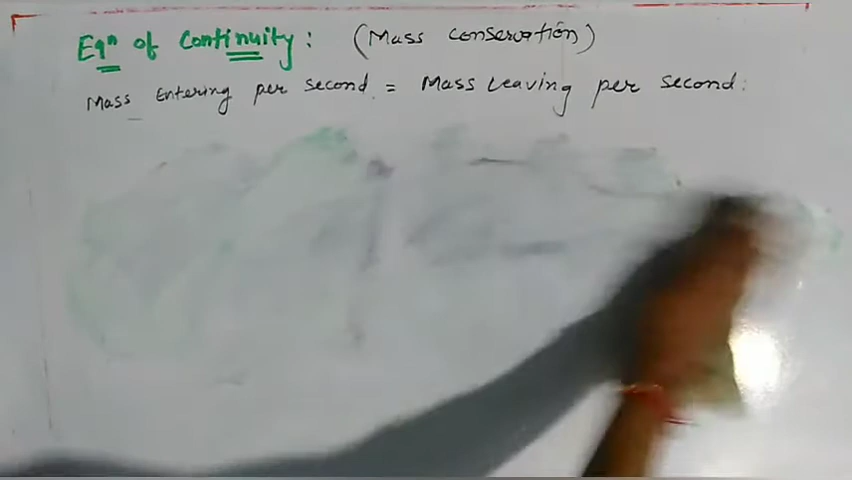 Eqⁿ of Continuity: (Mass conservation)
Mass Entering per second = Mass Leaving per second.